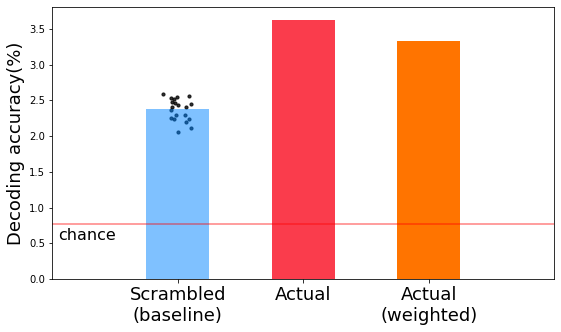 Decoding accuracy(%)
3.5
3.0
2.5
2.0
1.5
1.0
0.5
0.0
chance
Scrambled
(baseline)
Actual
Actual
(weighted)